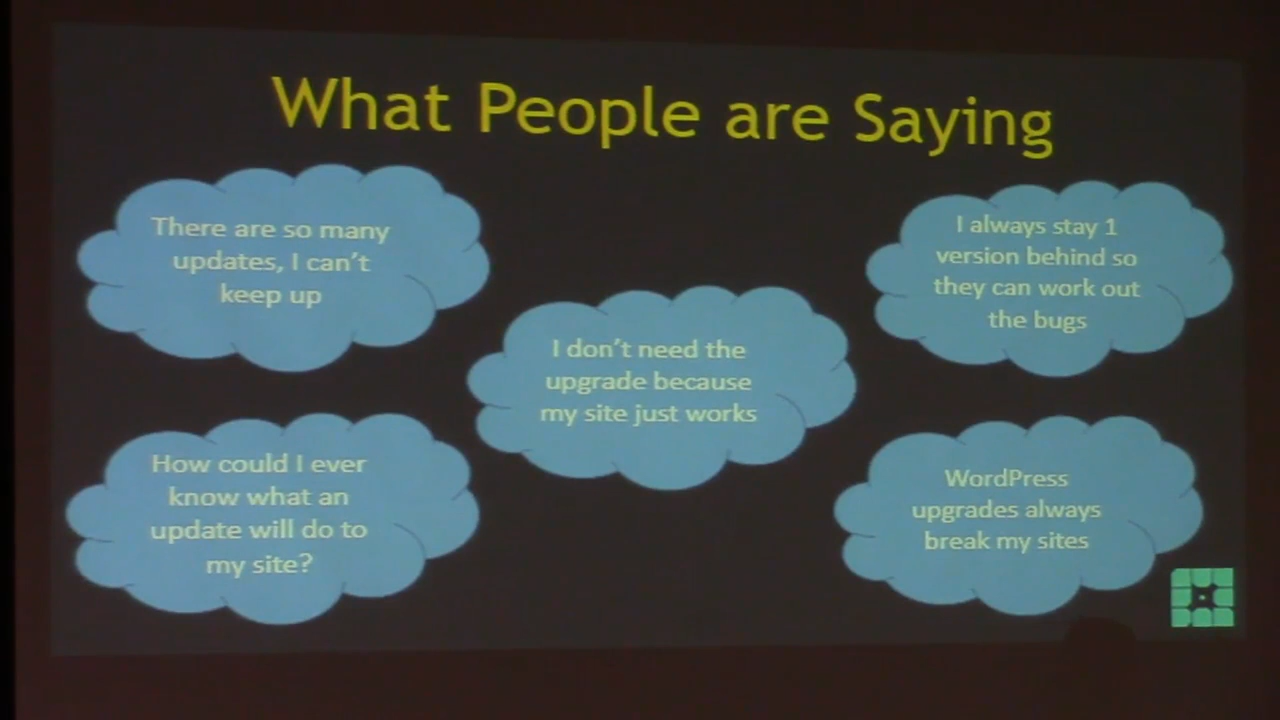 What People are Saying
There are so many
updates, I can't
keep up
I always stay 1
version behind so
they can work out
the bugs
I don't need the
upgrade because
my site just works
How could I ever
know what an
update will do to
my site?
WordPress
upgrades always
break my sites